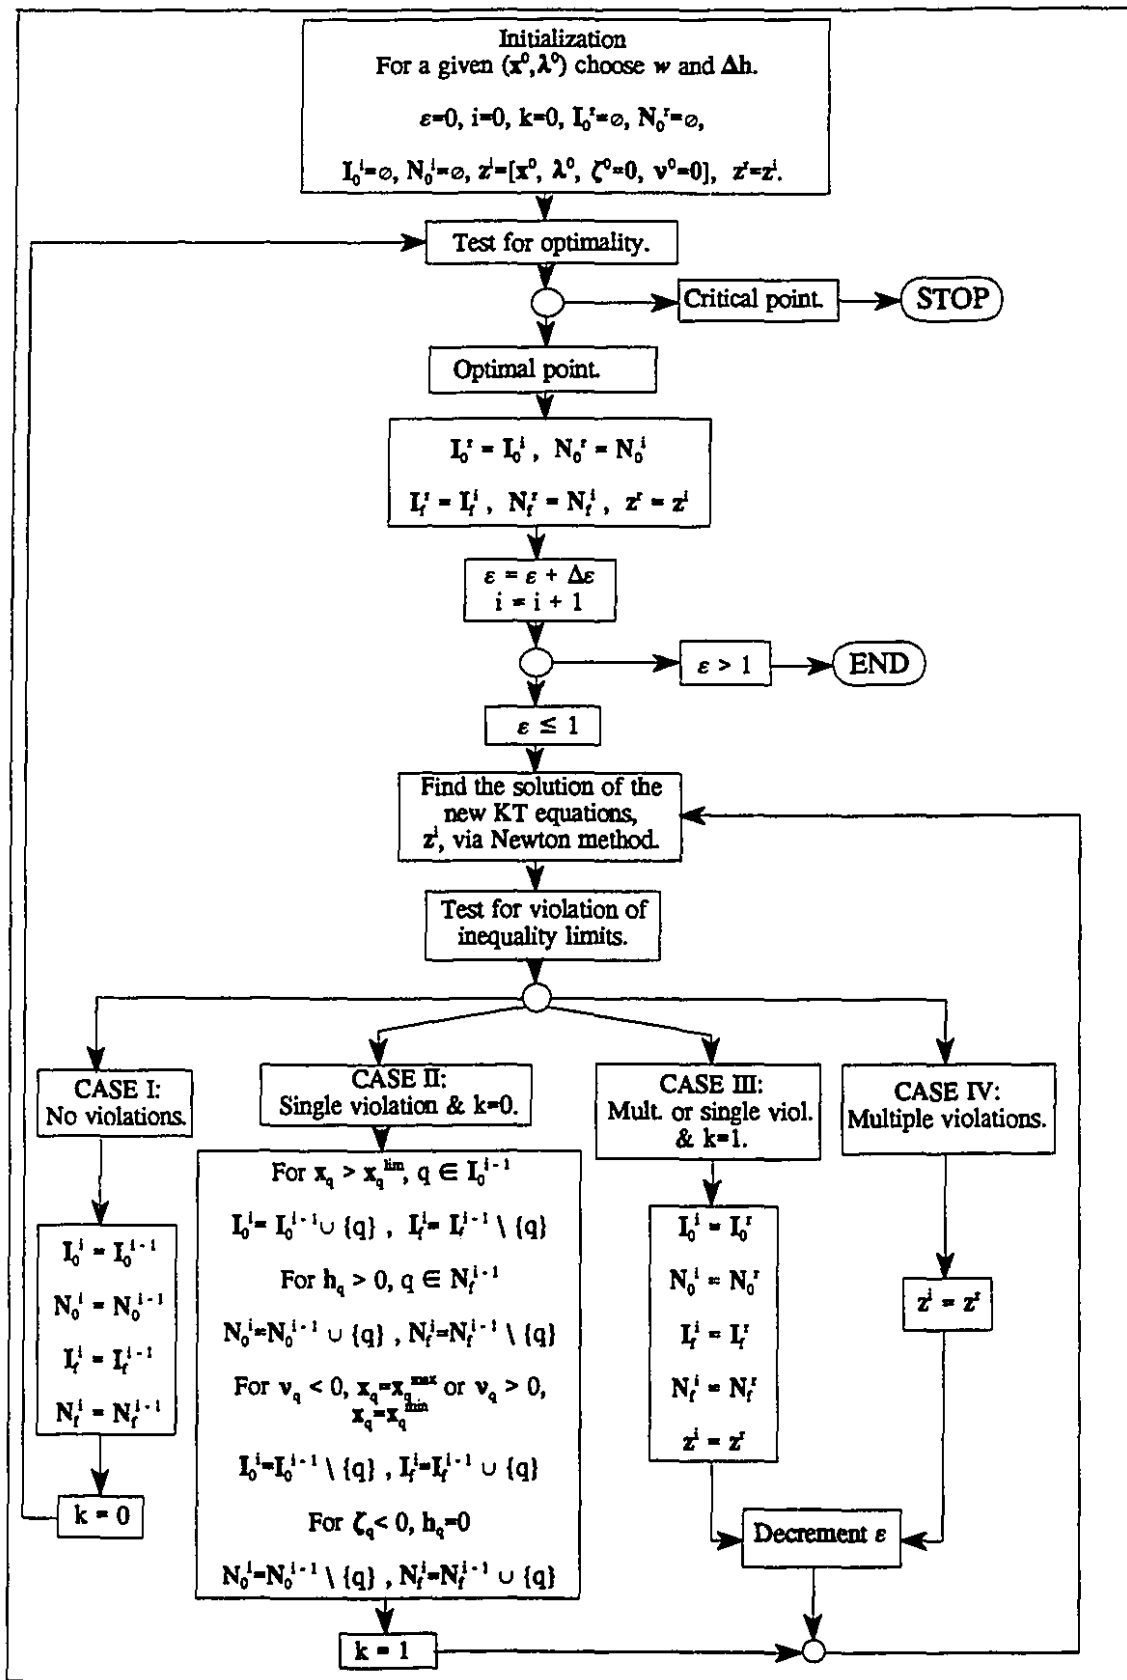 Initialization
For a given (x⁰,λ⁰) choose w and Δh.
ε=0, i=0, k=0, I₀ʳ=∅, N₀ʳ=∅,
I₀ⁱ=∅, N₀ⁱ=∅, zⁱ=[x⁰, λ⁰, ζ⁰=0, ν⁰=0], zʳ=zⁱ.
Test for optimality.
Critical point.
STOP
Optimal point.
I₀ʳ = I₀ⁱ , N₀ʳ = N₀ⁱ
I_fʳ = I_fⁱ , N_fʳ = N_fⁱ , zʳ = zⁱ
ε = ε + Δε
i = i + 1
ε > 1
END
ε ≤ 1
Find the solution of the
new KT equations,
zⁱ, via Newton method.
Test for violation of
inequality limits.
CASE I:
No violations.
I₀ⁱ = I₀ⁱ⁻¹
N₀ⁱ = N₀ⁱ⁻¹
I_fⁱ = I_fⁱ⁻¹
N_fⁱ = N_fⁱ⁻¹
k = 0
CASE II:
Single violation & k=0.
For x_q > x_q^lim, q ∈ I₀ⁱ⁻¹
I₀ⁱ= I₀ⁱ⁻¹ ∪ {q} , I_fⁱ= I_fⁱ⁻¹ \ {q}
For h_q > 0, q ∈ N_fⁱ⁻¹
N₀ⁱ=N₀ⁱ⁻¹ ∪ {q} , N_fⁱ=N_fⁱ⁻¹ \ {q}
For ν_q < 0, x_q=x_q^max or ν_q > 0,
x_q=x_q^min
I₀ⁱ=I₀ⁱ⁻¹ \ {q} , I_fⁱ=I_fⁱ⁻¹ ∪ {q}
For ζ_q< 0, h_q=0
N₀ⁱ=N₀ⁱ⁻¹ \ {q} , N_fⁱ=N_fⁱ⁻¹ ∪ {q}
k = 1
CASE III:
Mult. or single viol.
& k=1.
I₀ⁱ = I₀ʳ
N₀ⁱ = N₀ʳ
I_fⁱ = I_fʳ
N_fⁱ = N_fʳ
zⁱ = zʳ
CASE IV:
Multiple violations.
zⁱ = zʳ
Decrement ε